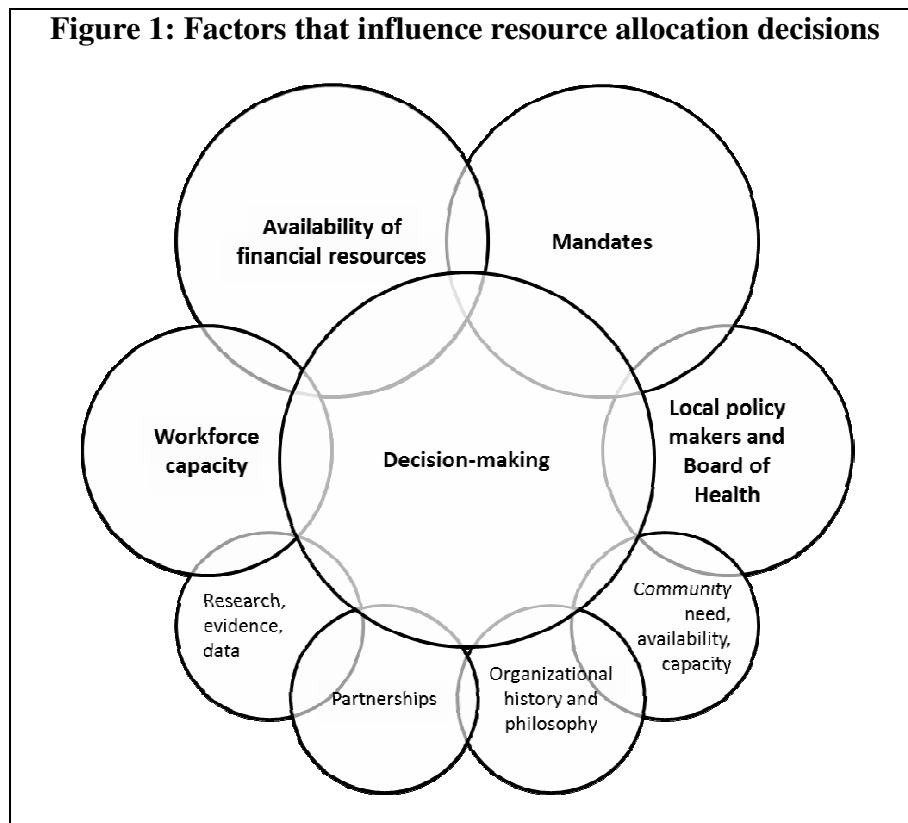 Figure 1: Factors that influence resource allocation decisions
Availability of
financial resources
Mandates
Workforce
capacity
Decision-making
Local policy
makers and
Board of
Health
Research,
evidence,
data
Partnerships
Organizational
history and
philosophy
Community
need,
availability,
capacity